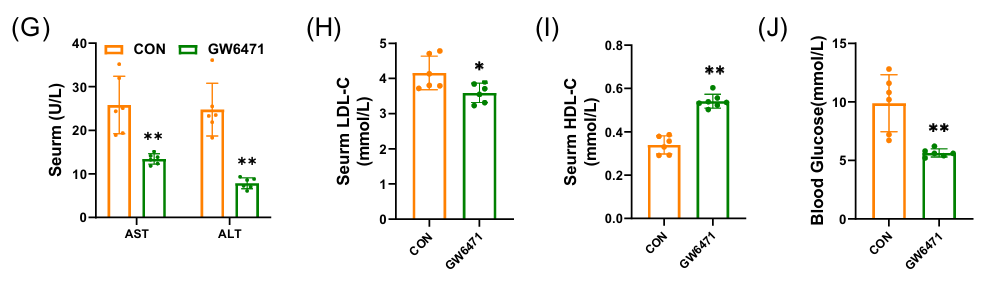 (G)
Seurm (U/L)
40
30
20
10
0
CON
GW6471
**
**
AST
ALT
(H)
Seurm LDL-C
(mmol/L)
5
4
3
2
1
0
*
CON
GW6471
(I)
Seurm HDL-C
(mmol/L)
0.8
0.6
0.4
0.2
0.0
**
CON
GW6471
(J)
Blood Glucose(mmol/L)
15
10
5
0
**
CON
GW6471